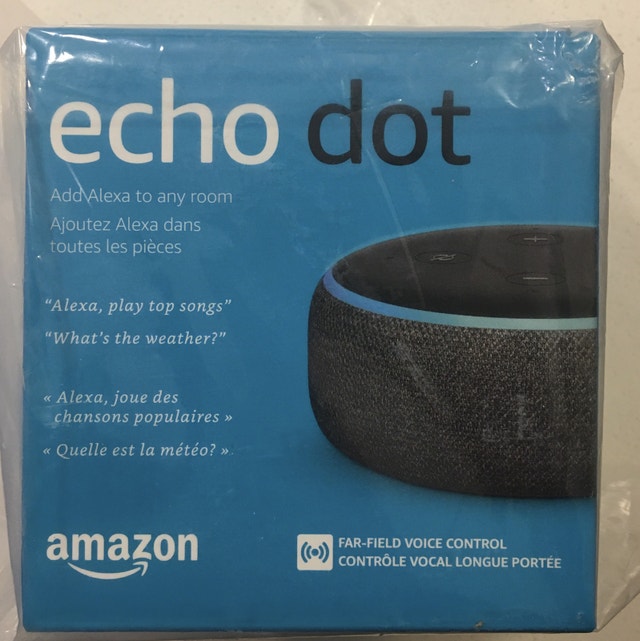 echo dot
Add Alexa to any room
Ajoutez Alexa dans
toutes les pièces
“Alexa, play top songs”
“What's the weather?”
« Alexa, joue des
chansons populaires »
« Quelle est la météo? »
amazon
FAR-FIELD VOICE CONTROL
CONTRÔLE VOCAL LONGUE PORTÉE